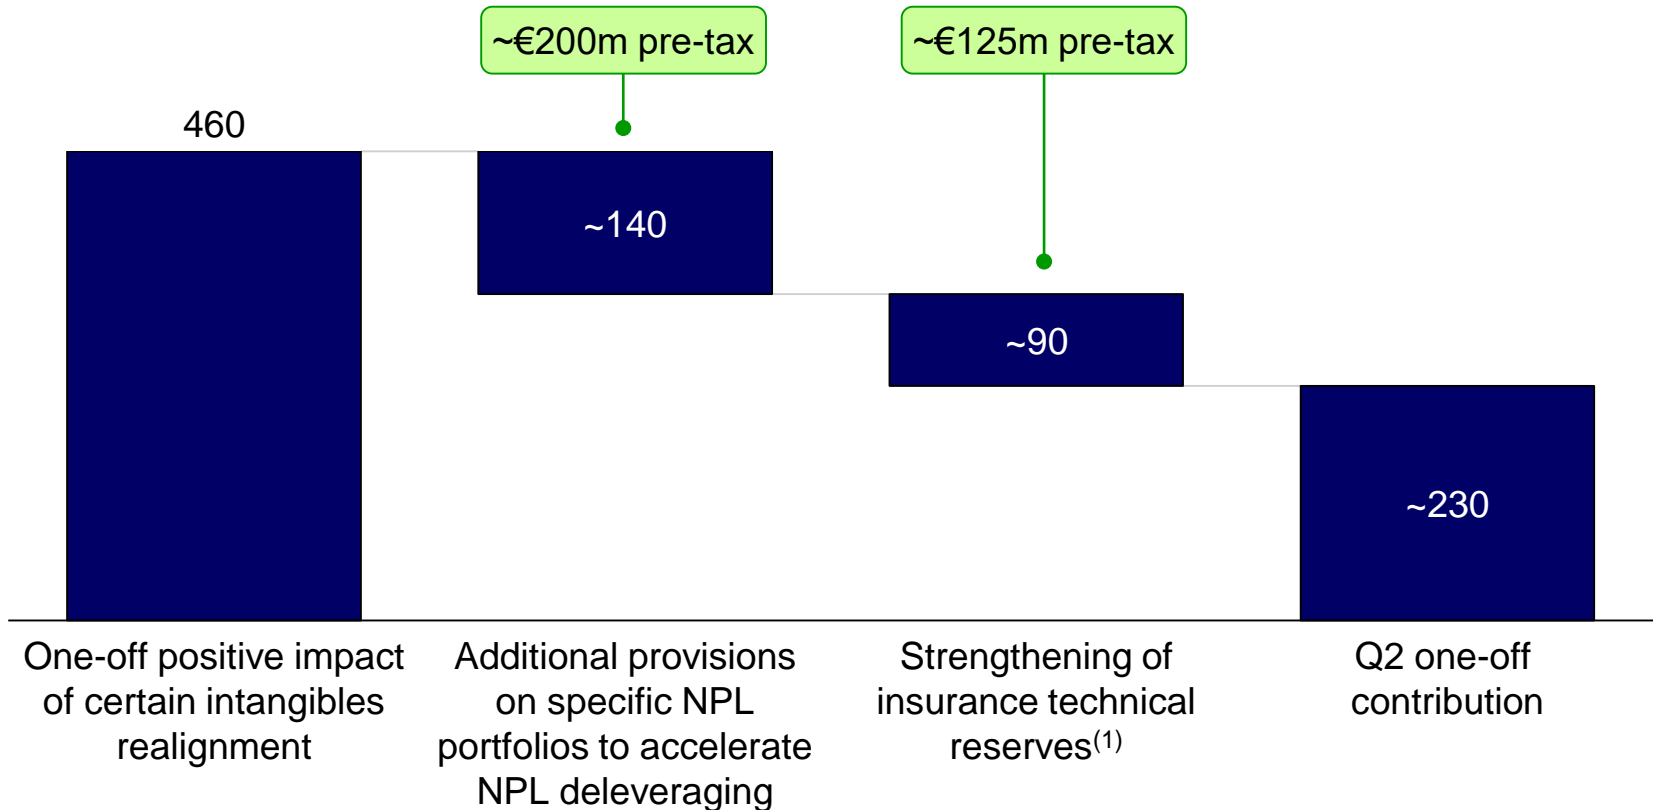 ~€200m pre-tax
~€125m pre-tax
460
~140
~90
~230
One-off positive impact
of certain intangibles
realignment
Additional provisions
on specific NPL
portfolios to accelerate
NPL deleveraging
Strengthening of
insurance technical
reserves(1)
Q2 one-off
contribution